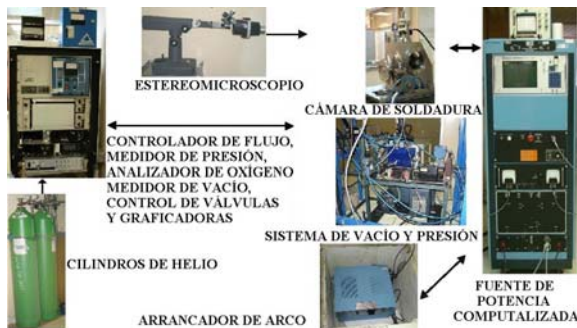 ESTEREOMICROSCOPIO
CÀMARA DE SOLDADURA
CONTROLADOR DE FLUJO,
MEDIDOR DE PRESIÓN,
ANALIZADOR DE OXÍGENO
MEDIDOR DE VACÍO,
CONTROL DE VÁLVULAS
Y GRAFICADORAS
SISTEMA DE VACÍO Y PRESIÓN
CILINDROS DE HELIO
ARRANCADOR DE ARCO
FUENTE DE
POTENCIA
COMPUTALIZADA